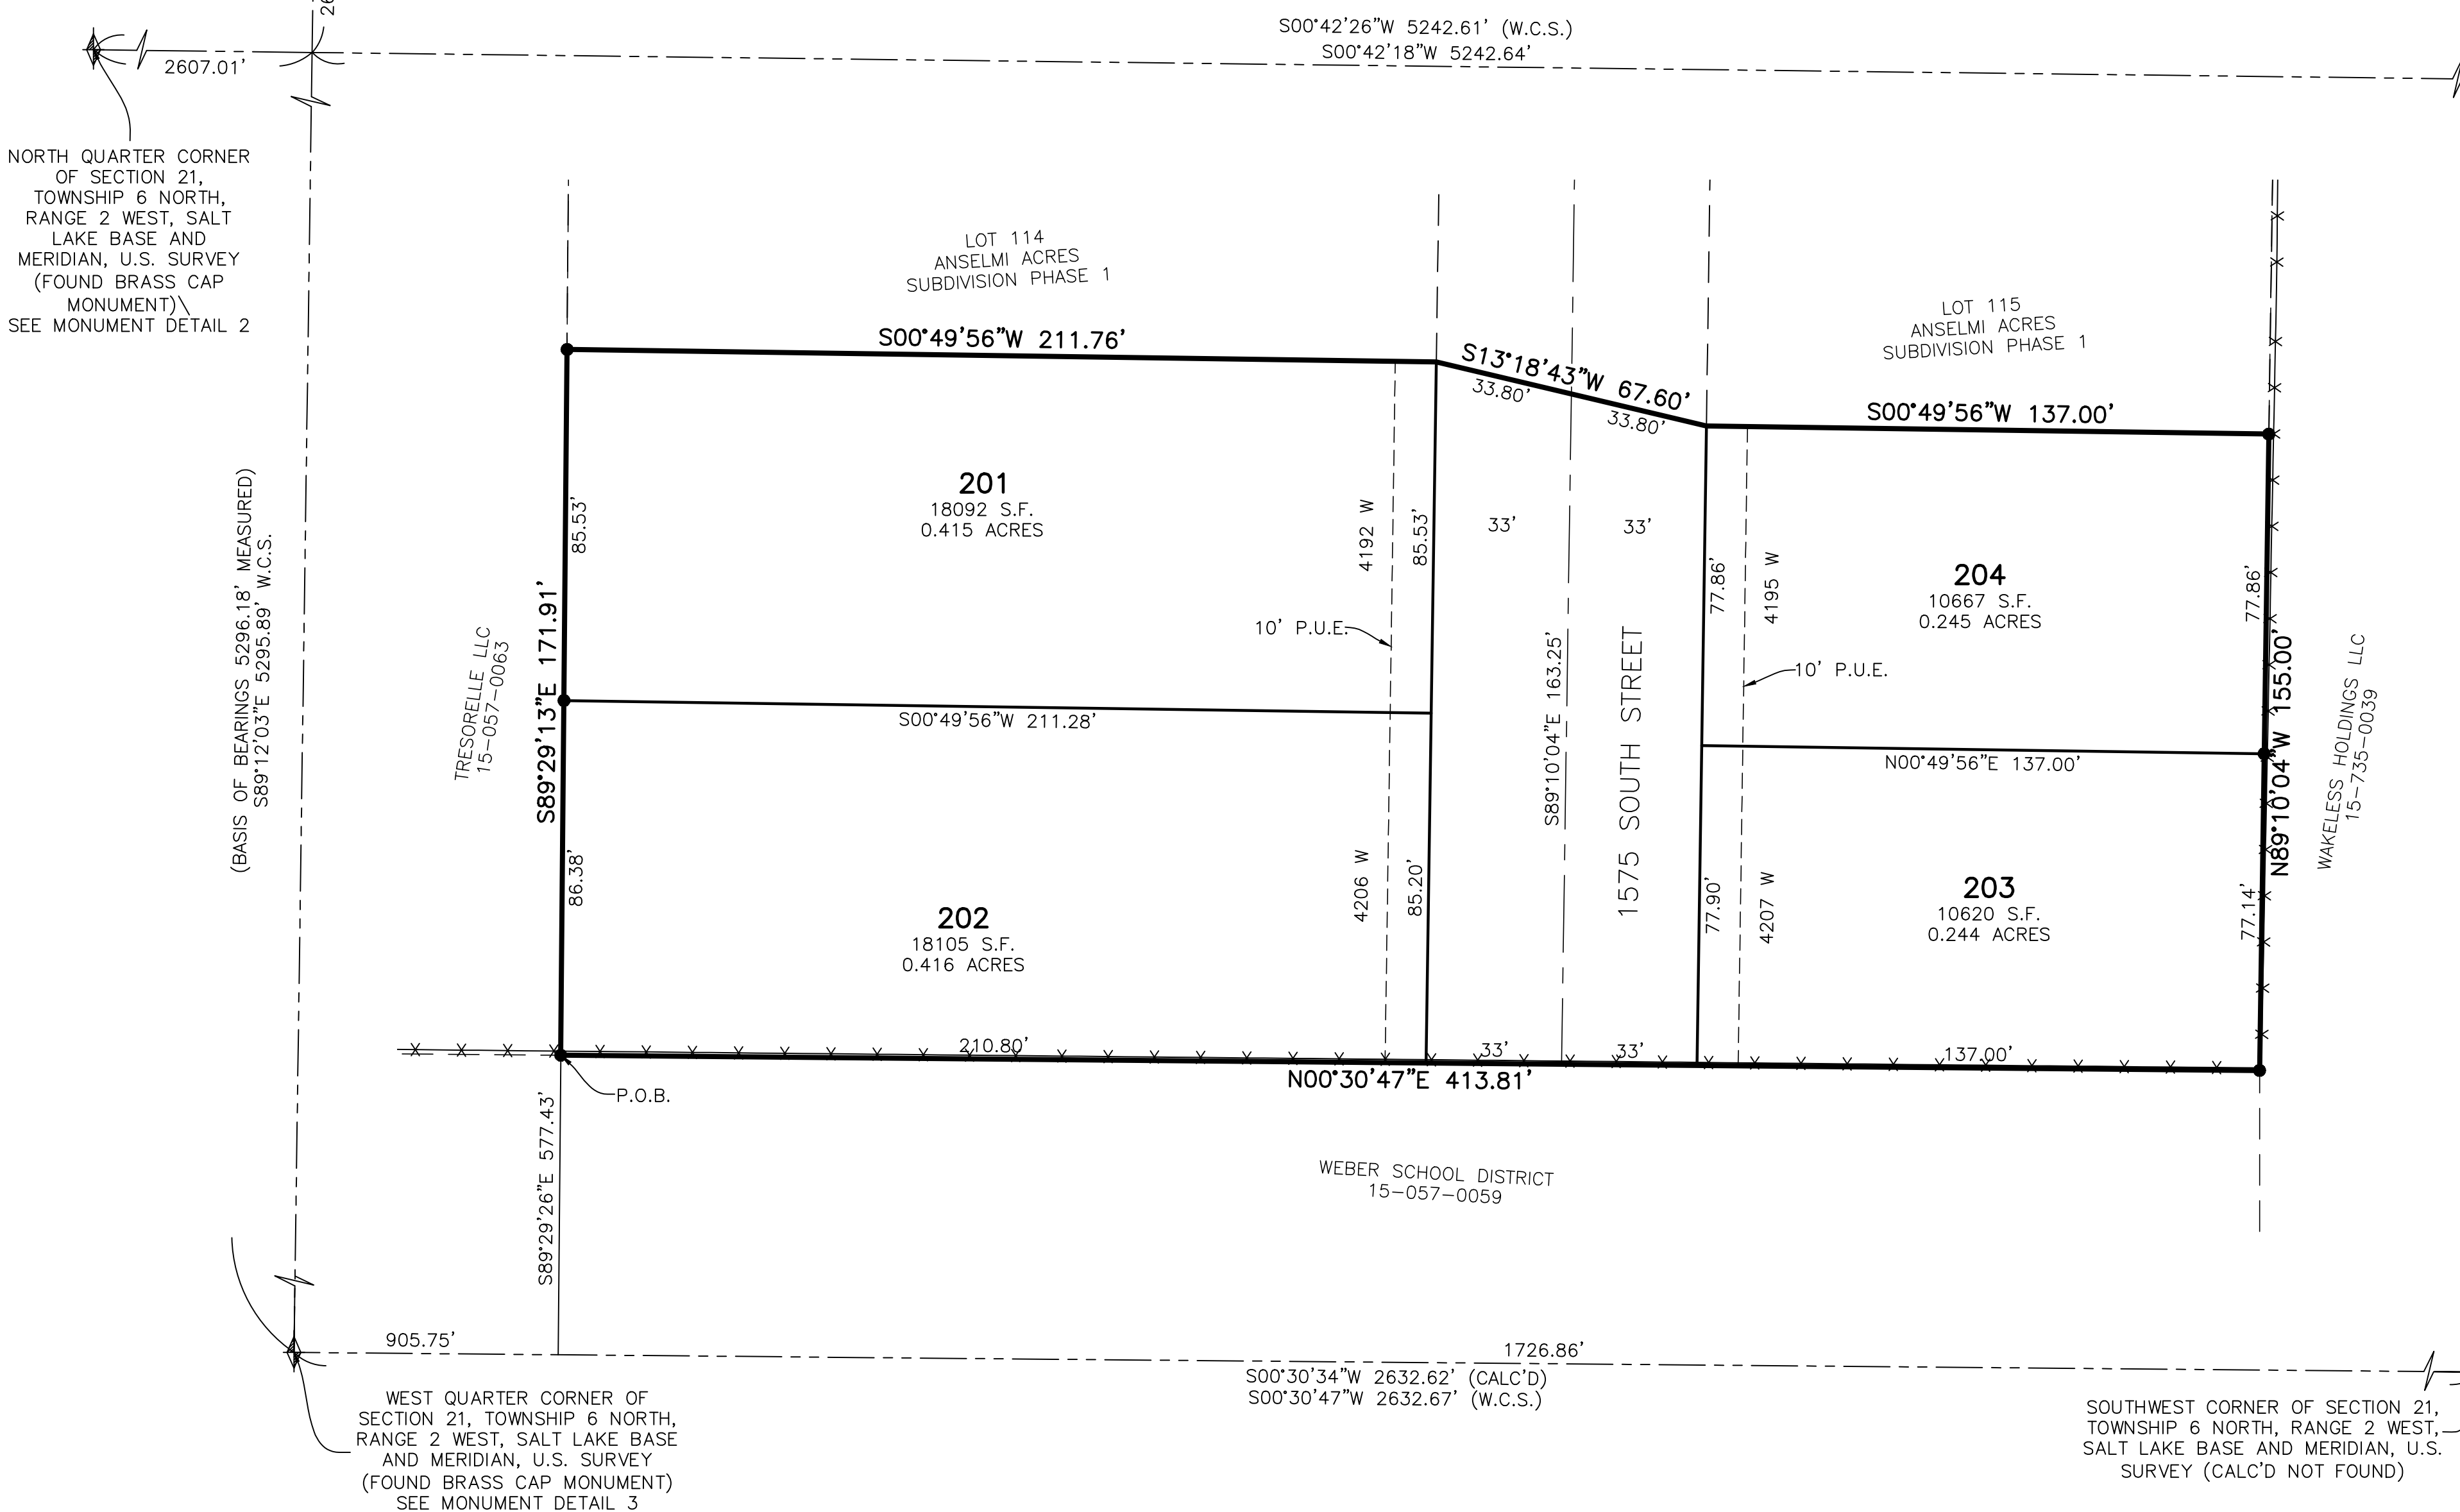 26
S00°42'26"W 5242.61' (W.C.S.)
S00°42'18"W 5242.64'
2607.01'
NORTH QUARTER CORNER
OF SECTION 21,
TOWNSHIP 6 NORTH,
RANGE 2 WEST, SALT
LAKE BASE AND
MERIDIAN, U.S. SURVEY
(FOUND BRASS CAP
MONUMENT)\
SEE MONUMENT DETAIL 2
LOT 114
ANSELMI ACRES
SUBDIVISION PHASE 1
LOT 115
ANSELMI ACRES
SUBDIVISION PHASE 1
S00°49'56"W 211.76'
S13°18'43"W 67.60'
33.80'
33.80'
S00°49'56"W 137.00'
(BASIS OF BEARINGS 5296.18' MEASURED)
S89°12'03"E 5295.89' W.C.S.
TRESORELLE LLC
15-057-0063
S89°29'13"E 171.91'
85.53'
86.38'
201
18092 S.F.
0.415 ACRES
4192 W
85.53'
10' P.U.E.
S00°49'56"W 211.28'
202
18105 S.F.
0.416 ACRES
4206 W
85.20'
33'
33'
S89°10'04"E 163.25'
1575 SOUTH STREET
77.86'
4195 W
10' P.U.E.
204
10667 S.F.
0.245 ACRES
77.86'
N00°49'56"E 137.00'
77.90'
4207 W
203
10620 S.F.
0.244 ACRES
77.14'
N89°10'04"W 155.00'
WAKELESS HOLDINGS LLC
15-735-0039
210.80'
33'
33'
137.00'
N00°30'47"E 413.81'
P.O.B.
S89°29'26"E 577.43'
WEBER SCHOOL DISTRICT
15-057-0059
905.75'
1726.86'
S00°30'34"W 2632.62' (CALC'D)
S00°30'47"W 2632.67' (W.C.S.)
WEST QUARTER CORNER OF
SECTION 21, TOWNSHIP 6 NORTH,
RANGE 2 WEST, SALT LAKE BASE
AND MERIDIAN, U.S. SURVEY
(FOUND BRASS CAP MONUMENT)
SEE MONUMENT DETAIL 3
SOUTHWEST CORNER OF SECTION 21,
TOWNSHIP 6 NORTH, RANGE 2 WEST,
SALT LAKE BASE AND MERIDIAN, U.S.
SURVEY (CALC'D NOT FOUND)